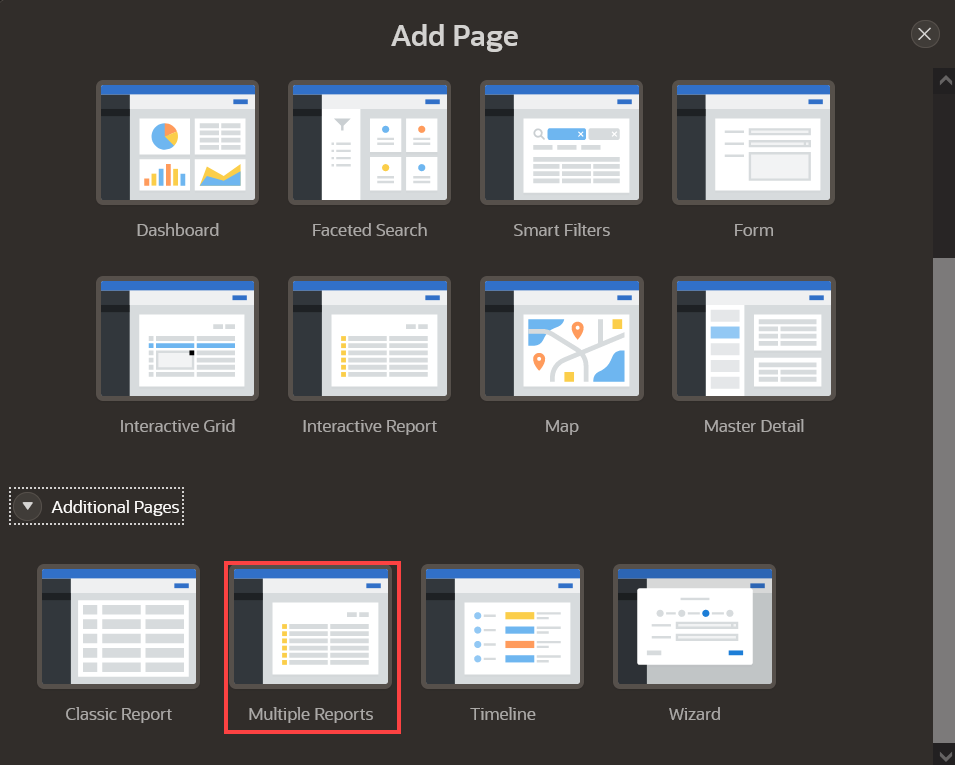 Add Page
Dashboard
Faceted Search
Smart Filters
Form
Interactive Grid
Interactive Report
Map
Master Detail
Additional Pages
Classic Report
Multiple Reports
Timeline
Wizard